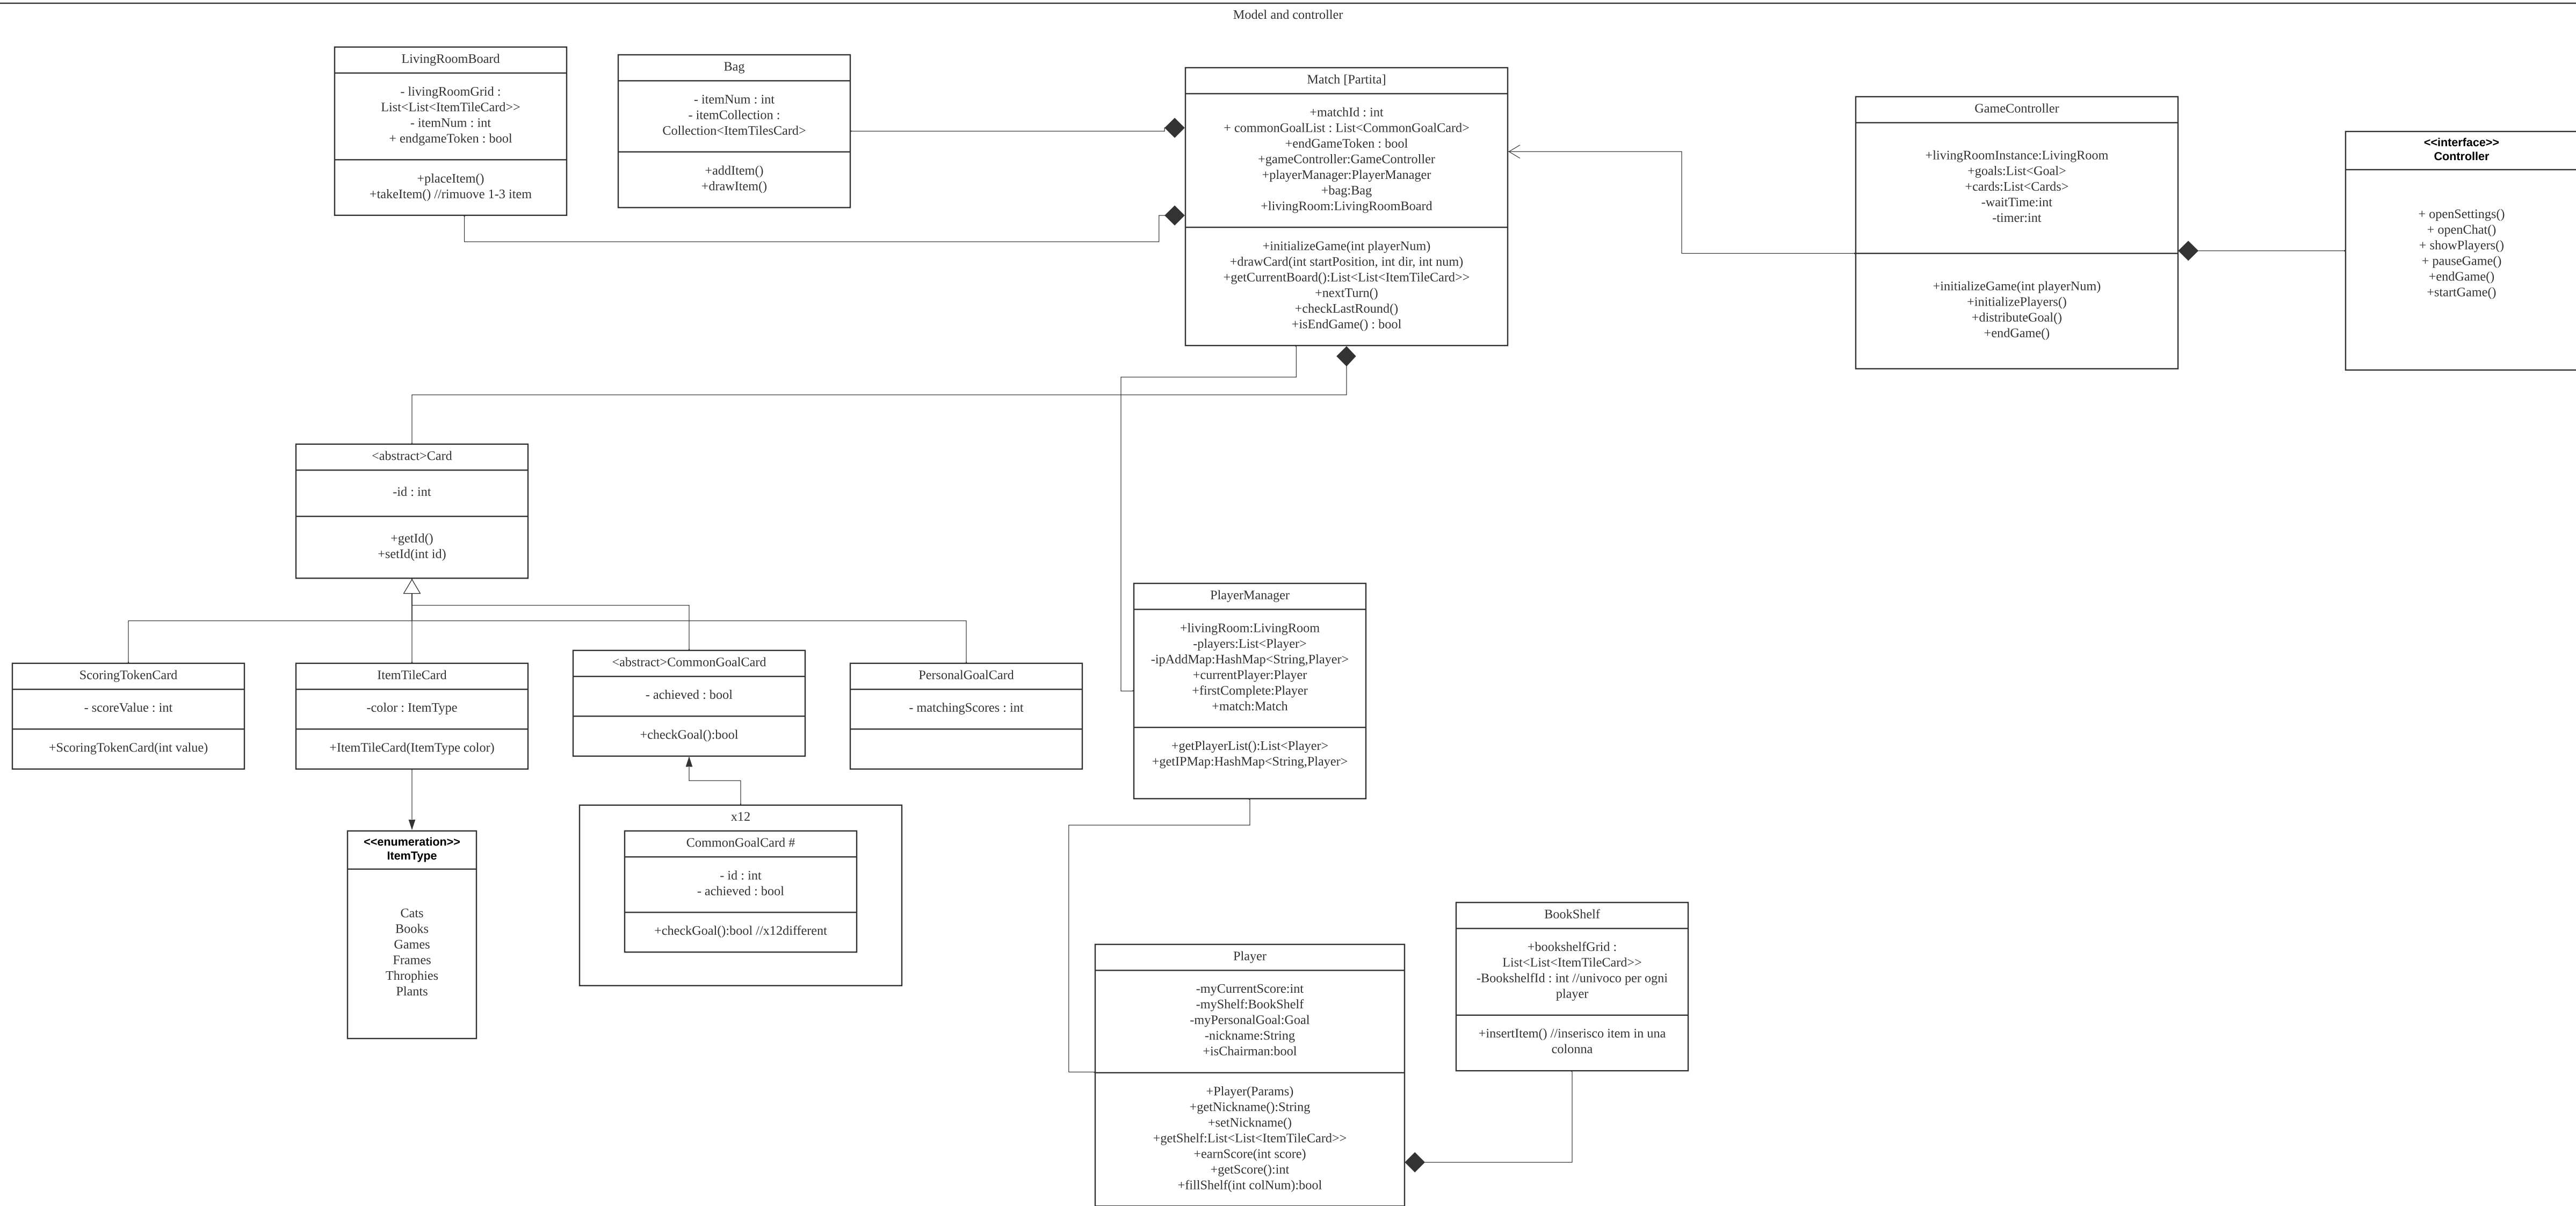 Model and controller
LivingRoomBoard
- livingRoomGrid :
List<List<ItemTileCard>>
- itemNum : int
+ endgameToken : bool
+placeItem()
+takeItem() //rimuove 1-3 item
Bag
- itemNum : int
- itemCollection :
Collection<ItemTilesCard>
+addItem()
+drawItem()
Match [Partita]
+matchId : int
+ commonGoalList : List<CommonGoalCard>
+endGameToken : bool
+gameController:GameController
+playerManager:PlayerManager
+bag:Bag
+livingRoom:LivingRoomBoard
+initializeGame(int playerNum)
+drawCard(int startPosition, int dir, int num)
+getCurrentBoard():List<List<ItemTileCard>>
+nextTurn()
+checkLastRound()
+isEndGame() : bool
GameController
+livingRoomInstance:LivingRoom
+goals:List<Goal>
+cards:List<Cards>
-waitTime:int
-timer:int
+initializeGame(int playerNum)
+initializePlayers()
+distributeGoal()
+endGame()
<<interface>>
Controller
+ openSettings()
+ openChat()
+ showPlayers()
+ pauseGame()
+endGame()
+startGame()
<abstract>Card
-id : int
+getId()
+setId(int id)
ScoringTokenCard
- scoreValue : int
+ScoringTokenCard(int value)
ItemTileCard
-color : ItemType
+ItemTileCard(ItemType color)
<abstract>CommonGoalCard
- achieved : bool
+checkGoal():bool
PersonalGoalCard
- matchingScores : int
PlayerManager
+livingRoom:LivingRoom
-players:List<Player>
-ipAddMap:HashMap<String,Player>
+currentPlayer:Player
+firstComplete:Player
+match:Match
+getPlayerList():List<Player>
+getIPMap:HashMap<String,Player>
<<enumeration>>
ItemType
Cats
Books
Games
Frames
Throphies
Plants
x12
CommonGoalCard #
- id : int
- achieved : bool
+checkGoal():bool //x12different
Player
-myCurrentScore:int
-myShelf:BookShelf
-myPersonalGoal:Goal
-nickname:String
+isChairman:bool
+Player(Params)
+getNickname():String
+setNickname()
+getShelf:List<List<ItemTileCard>>
+earnScore(int score)
+getScore():int
+fillShelf(int colNum):bool
BookShelf
+bookshelfGrid :
List<List<ItemTileCard>>
-BookshelfId : int //univoco per ogni
player
+insertItem() //inserisco item in una
colonna